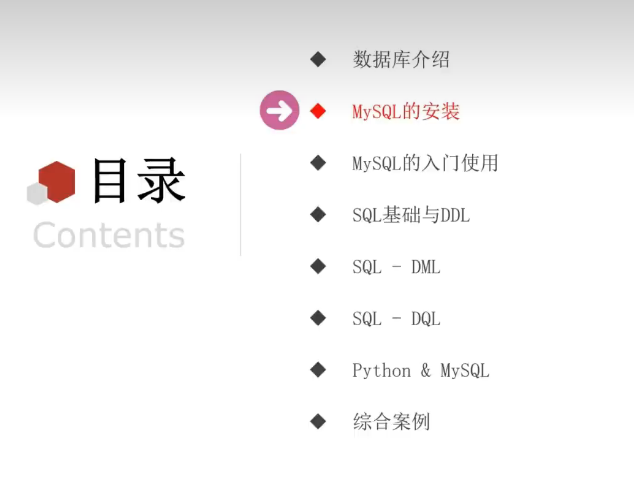 目录
Contents
数据库介绍
MySQL的安装
MySQL的入门使用
SQL基础与DDL
SQL - DML
SQL - DQL
Python & MySQL
综合案例